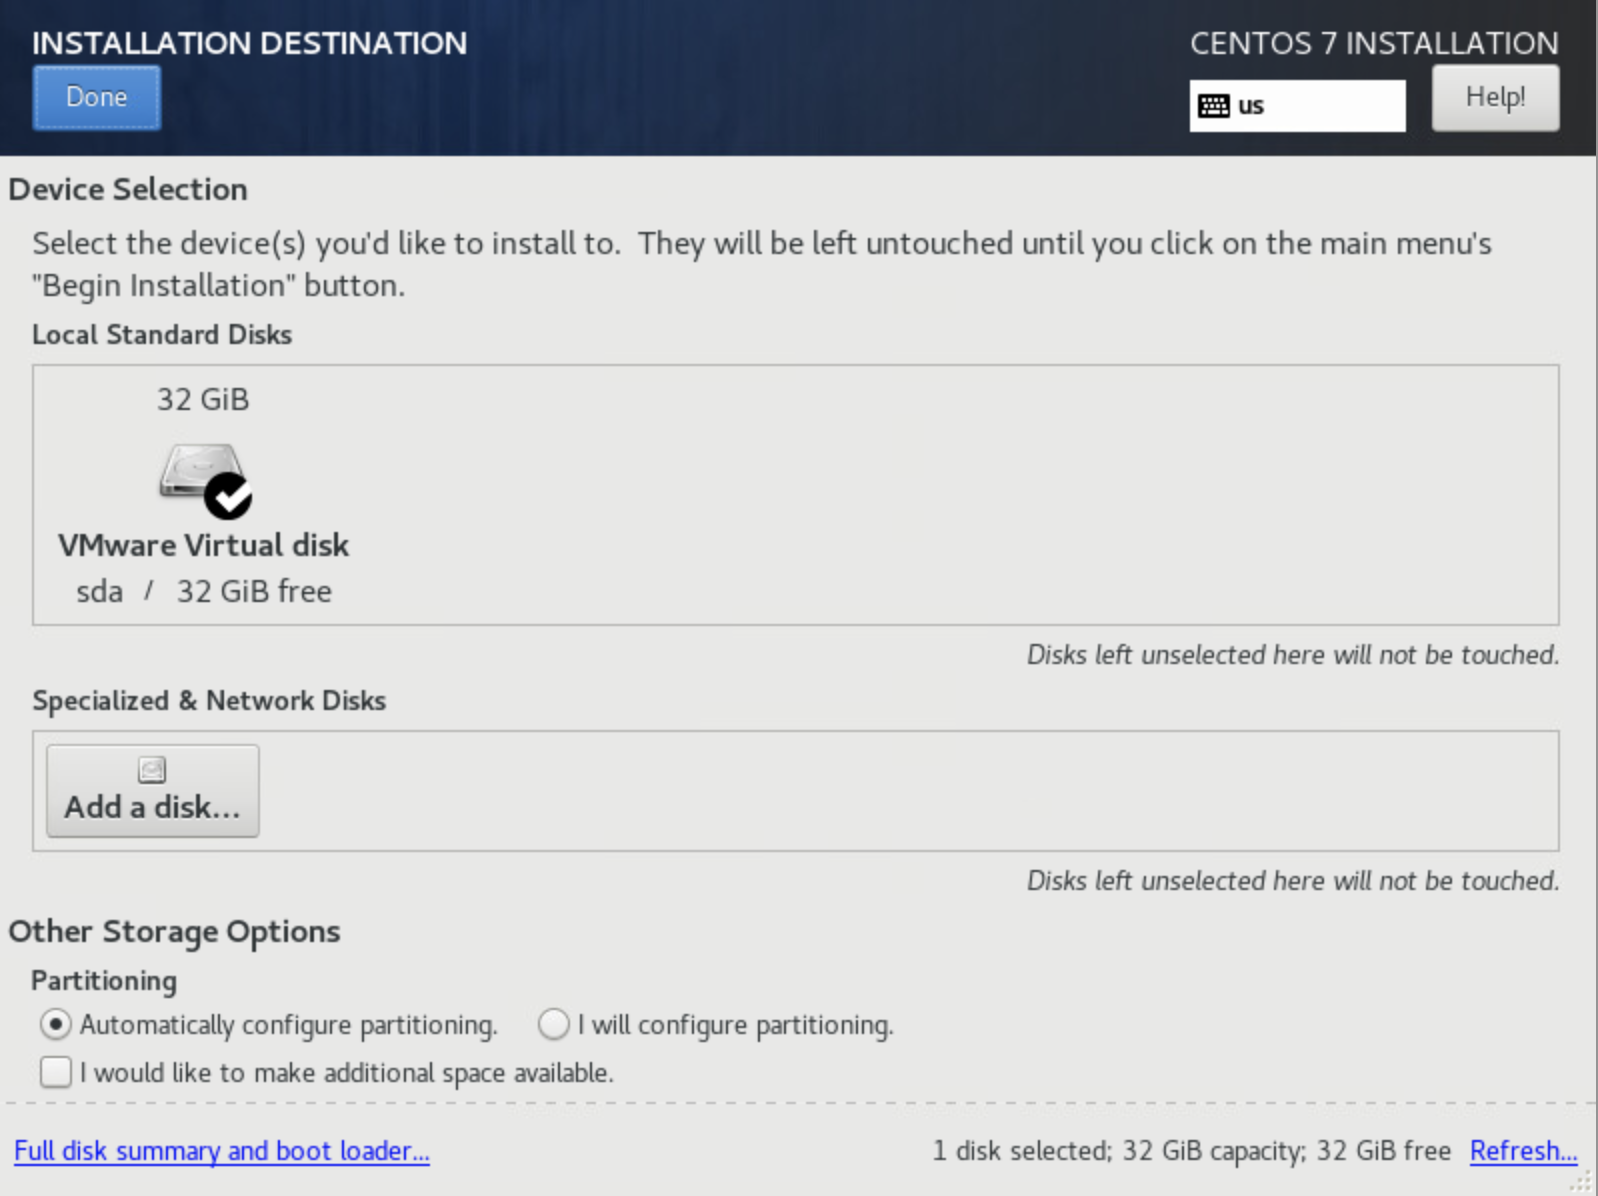 INSTALLATION DESTINATION
CENTOS 7 INSTALLATION
Done
us
Help!
Device Selection
Select the device(s) you'd like to install to.  They will be left untouched until you click on the main menu's
"Begin Installation" button.
Local Standard Disks
32 GiB
VMware Virtual disk
sda / 32 GiB free
Disks left unselected here will not be touched.
Specialized & Network Disks
Add a disk...
Disks left unselected here will not be touched.
Other Storage Options
Partitioning
Automatically configure partitioning. I will configure partitioning.
I would like to make additional space available.
Full disk summary and boot loader... 1 disk selected; 32 GiB capacity; 32 GiB free Refresh...